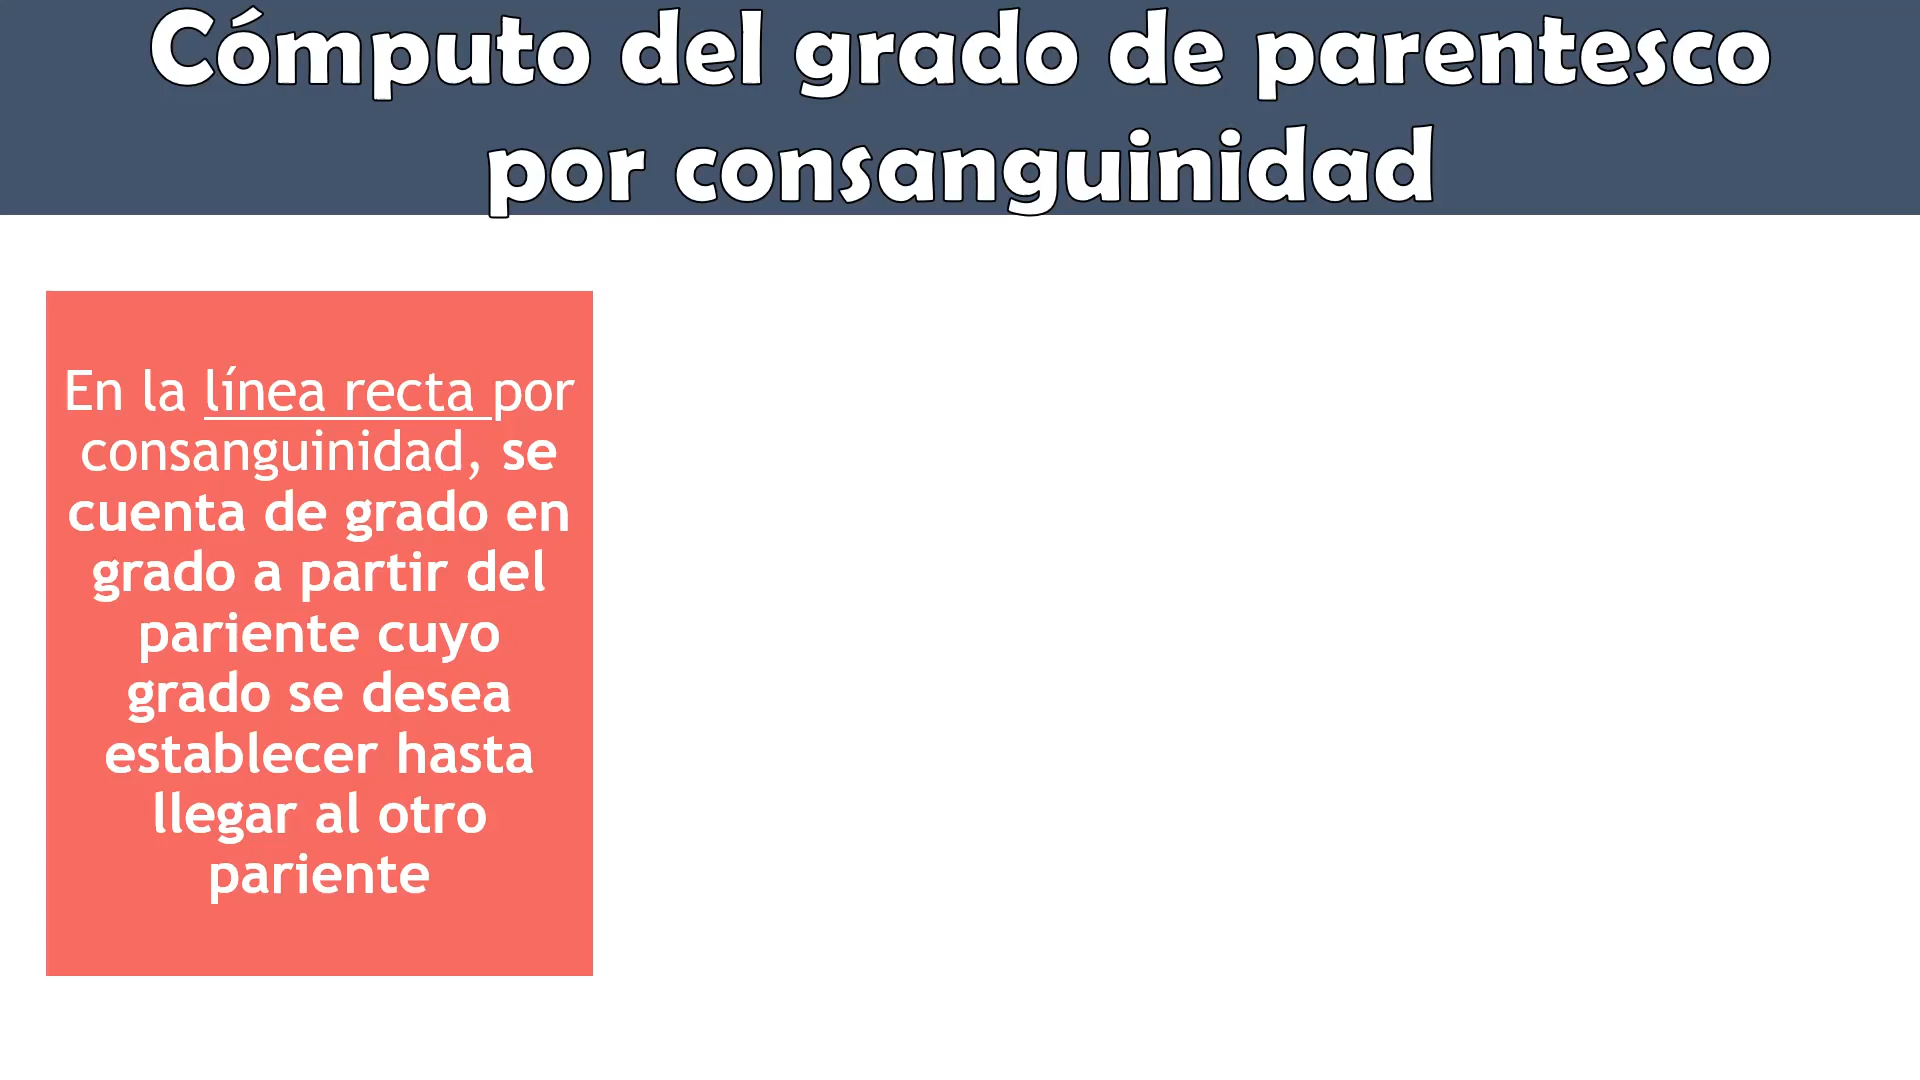 Cómputo del grado de parentesco
por consanguinidad
En la línea recta por
consanguinidad, se
cuenta de grado en
grado a partir del
pariente cuyo
grado se desea
establecer hasta
llegar al otro
pariente